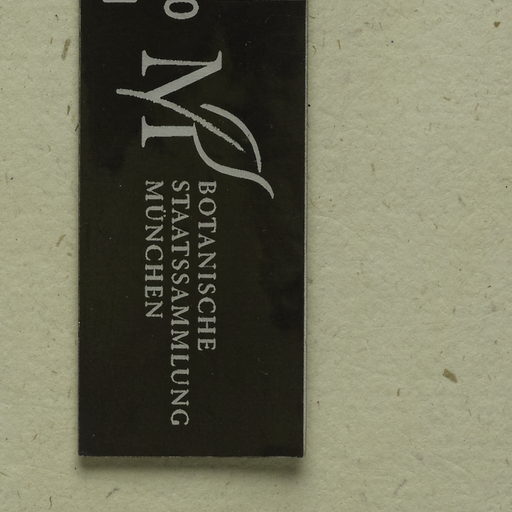 M
BOTANISCHE
STAATSSAMMLUNG
MÜNCHEN